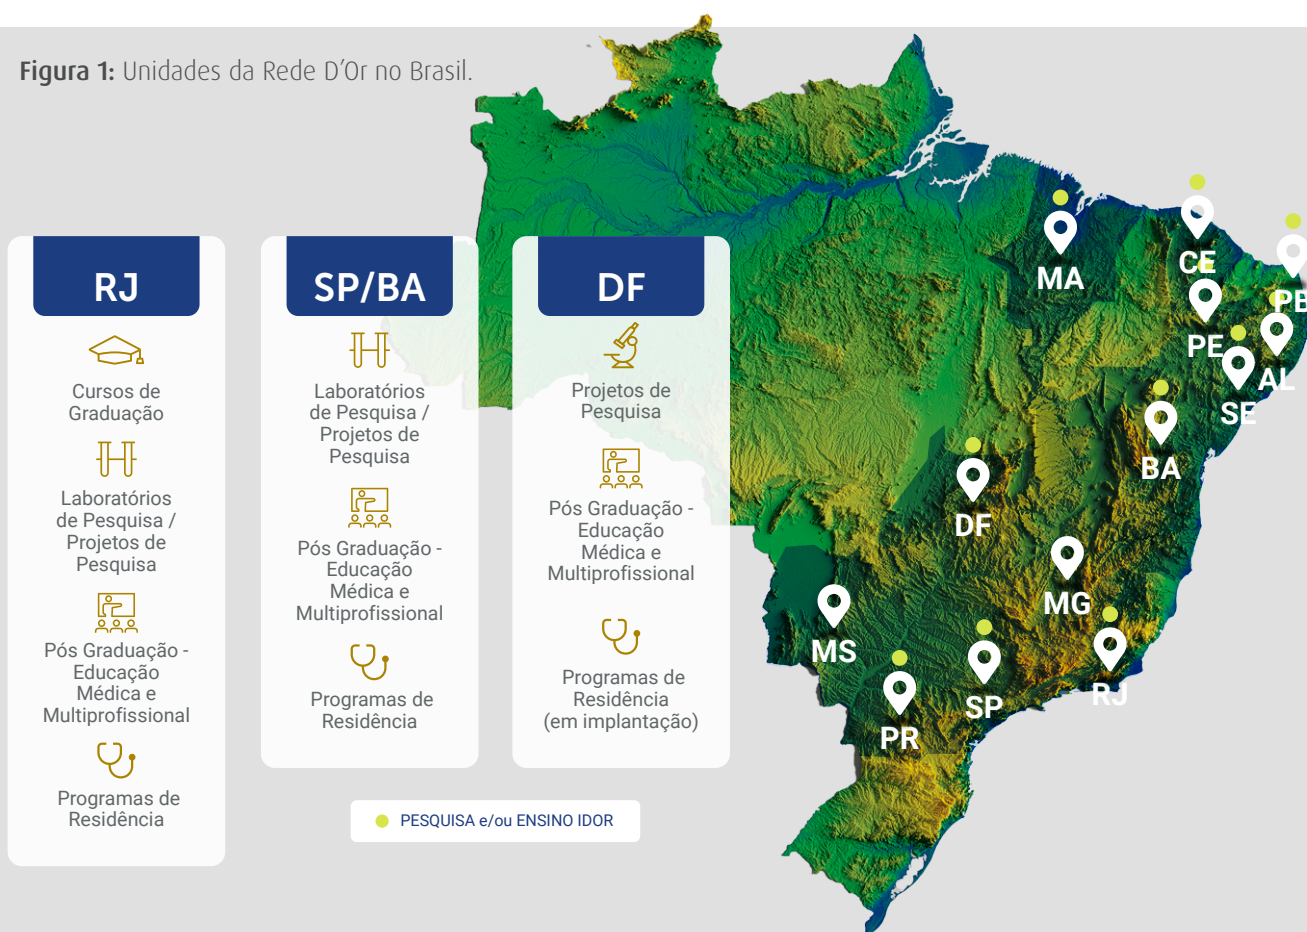 Figura 1: Unidades da Rede D'Or no Brasil.
RJ
Cursos de
Graduação
Laboratórios
de Pesquisa /
Projetos de
Pesquisa
Pós Graduação -
Educação
Médica e
Multiprofissional
Programas de
Residência
SP/BA
Laboratórios
de Pesquisa /
Projetos de
Pesquisa
Pós Graduação -
Educação
Médica e
Multiprofissional
Programas de
Residência
DF
Projetos de
Pesquisa
Pós Graduação -
Educação
Médica e
Multiprofissional
Programas de
Residência
(em implantação)
PESQUISA e/ou ENSINO IDOR
MA
CE
PB
PE
AL
SE
BA
DF
MG
MS
RJ
SP
PR